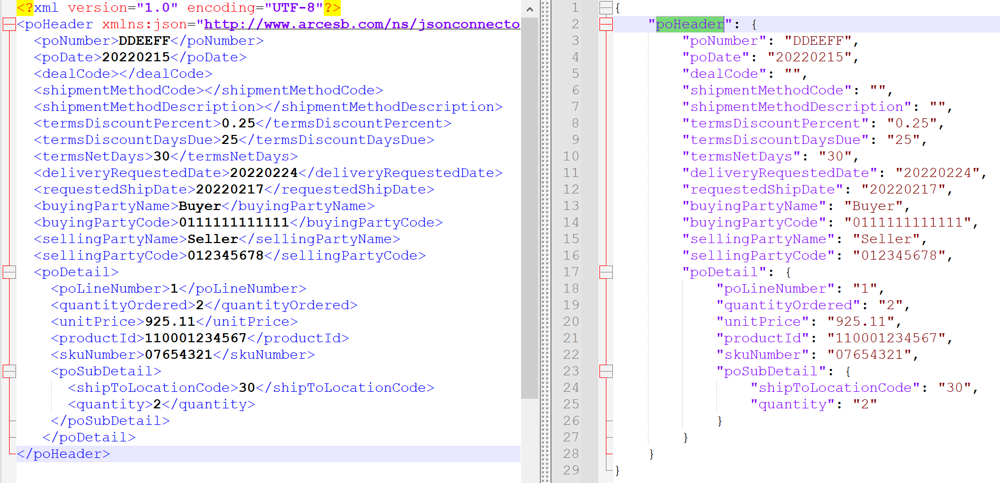 <?xml version="1.0" encoding="UTF-8"?>
<poHeader xmlns:json="http://www.arcesb.com/ns/jsonconnecto
<poNumber>DDEEFF</poNumber>
<poDate>20220215</poDate>
<dealCode></dealCode>
<shipmentMethodCode></shipmentMethodCode>
<shipmentMethodDescription></shipmentMethodDescription>
<termsDiscountPercent>0.25</termsDiscountPercent>
<termsDiscountDaysDue>25</termsDiscountDaysDue>
<termsNetDays>30</termsNetDays>
<deliveryRequestedDate>20220224</deliveryRequestedDate>
<requestedShipDate>20220217</requestedShipDate>
<buyingPartyName>Buyer</buyingPartyName>
<buyingPartyCode>0111111111111</buyingPartyCode>
<sellingPartyName>Seller</sellingPartyName>
<sellingPartyCode>012345678</sellingPartyCode>
<poDetail>
<poLineNumber>1</poLineNumber>
<quantityOrdered>2</quantityOrdered>
<unitPrice>925.11</unitPrice>
<productId>110001234567</productId>
<skuNumber>07654321</skuNumber>
<poSubDetail>
<shipToLocationCode>30</shipToLocationCode>
<quantity>2</quantity>
</poSubDetail>
</poDetail>
</poHeader>
1 {
2 "poHeader": {
3 "poNumber": "DDEEFF",
4 "poDate": "20220215",
5 "dealCode": "",
6 "shipmentMethodCode": "",
7 "shipmentMethodDescription": "",
8 "termsDiscountPercent": "0.25",
9 "termsDiscountDaysDue": "25",
10 "termsNetDays": "30",
11 "deliveryRequestedDate": "20220224",
12 "requestedShipDate": "20220217",
13 "buyingPartyName": "Buyer",
14 "buyingPartyCode": "0111111111111",
15 "sellingPartyName": "Seller",
16 "sellingPartyCode": "012345678",
17 "poDetail": {
18 "poLineNumber": "1",
19 "quantityOrdered": "2",
20 "unitPrice": "925.11",
21 "productId": "110001234567",
22 "skuNumber": "07654321",
23 "poSubDetail": {
24 "shipToLocationCode": "30",
25 "quantity": "2"
26 }
27 }
28 }
29 }